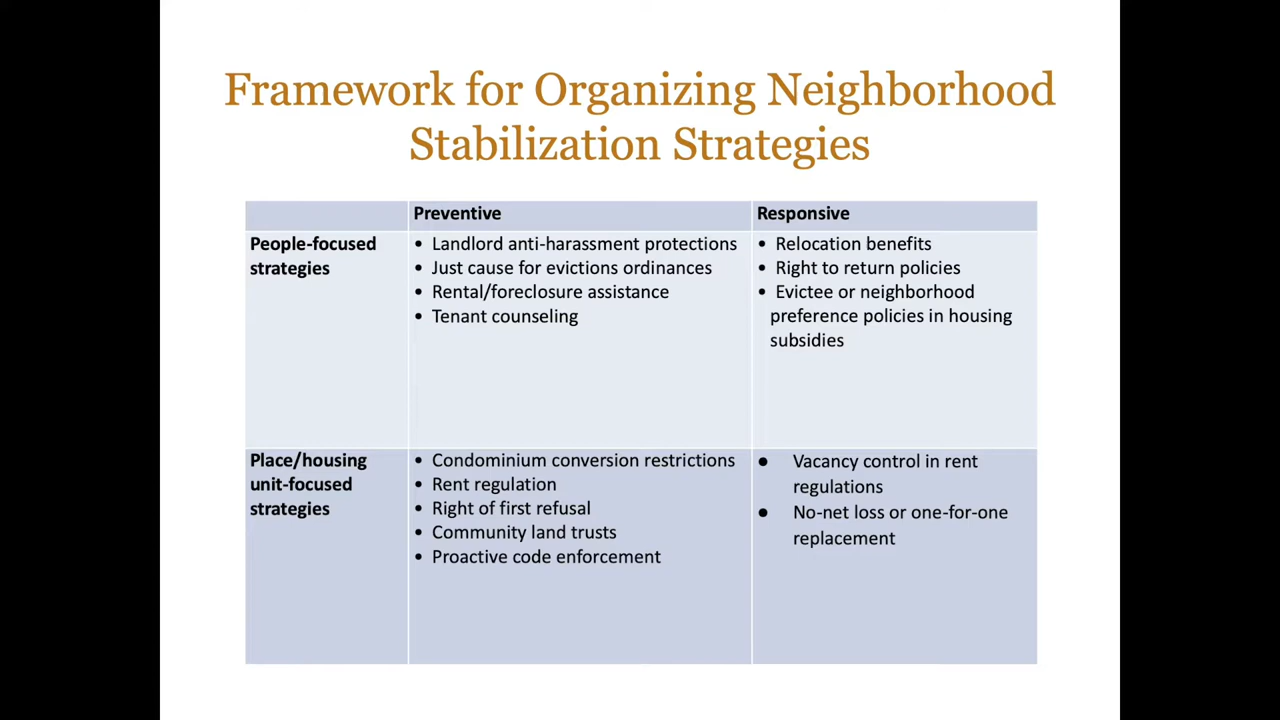 Framework for Organizing Neighborhood
Stabilization Strategies
Preventive
Responsive
People-focused
strategies
• Landlord anti-harassment protections
• Just cause for evictions ordinances
• Rental/foreclosure assistance
• Tenant counseling
• Relocation benefits
• Right to return policies
• Evictee or neighborhood
preference policies in housing
subsidies
Place/housing
unit-focused
strategies
• Condominium conversion restrictions
• Rent regulation
• Right of first refusal
• Community land trusts
• Proactive code enforcement
● Vacancy control in rent
regulations
● No-net loss or one-for-one
replacement